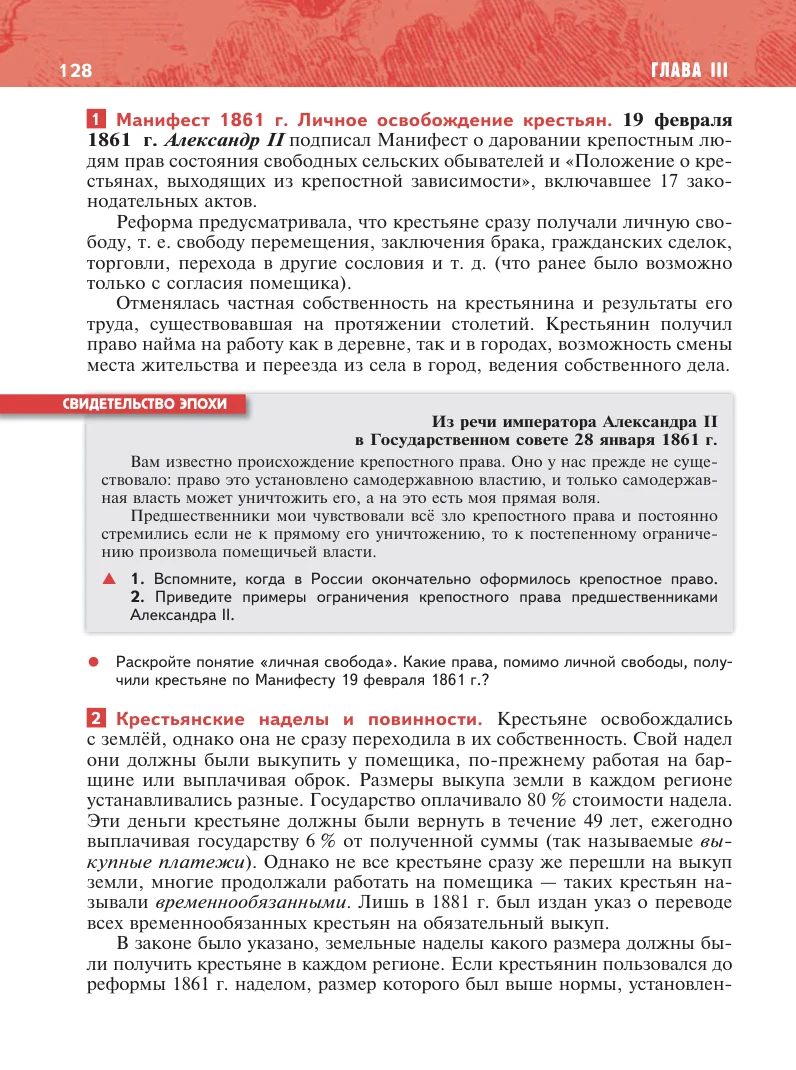 128
ГЛАВА III
1 Манифест 1861 г. Личное освобождение крестьян. 19 февраля
1861 г. Александр II подписал Манифест о даровании крепостным лю-
дям прав состояния свободных сельских обывателей и «Положение о кре-
стьянах, выходящих из крепостной зависимости», включавшее 17 зако-
нодательных актов.
Реформа предусматривала, что крестьяне сразу получали личную сво-
боду, т. е. свободу перемещения, заключения брака, гражданских сделок,
торговли, перехода в другие сословия и т. д. (что ранее было возможно
только с согласия помещика).
Отменялась частная собственность на крестьянина и результаты его
труда, существовавшая на протяжении столетий. Крестьянин получил
право найма на работу как в деревне, так и в городах, возможность смены
места жительства и переезда из села в город, ведения собственного дела.
СВИДЕТЕЛЬСТВО ЭПОХИ
Из речи императора Александра II
в Государственном совете 28 января 1861 г.
Вам известно происхождение крепостного права. Оно у нас прежде не суще-
ствовало: право это установлено самодержавною властию, и только самодержав-
ная власть может уничтожить его, а на это есть моя прямая воля.
Предшественники мои чувствовали всё зло крепостного права и постоянно
стремились если не к прямому его уничтожению, то к постепенному ограниче-
нию произвола помещичьей власти.
▲ 1. Вспомните, когда в России окончательно оформилось крепостное право.
2. Приведите примеры ограничения крепостного права предшественниками
Александра II.
● Раскройте понятие «личная свобода». Какие права, помимо личной свободы, полу-
чили крестьяне по Манифесту 19 февраля 1861 г.?
2 Крестьянские наделы и повинности. Крестьяне освобождались
с землёй, однако она не сразу переходила в их собственность. Свой надел
они должны были выкупить у помещика, по-прежнему работая на бар-
щине или выплачивая оброк. Размеры выкупа земли в каждом регионе
устанавливались разные. Государство оплачивало 80 % стоимости надела.
Эти деньги крестьяне должны были вернуть в течение 49 лет, ежегодно
выплачивая государству 6 % от полученной суммы (так называемые вы-
купные платежи). Однако не все крестьяне сразу же перешли на выкуп
земли, многие продолжали работать на помещика — таких крестьян на-
зывали временнообязанными. Лишь в 1881 г. был издан указ о переводе
всех временнообязанных крестьян на обязательный выкуп.
В законе было указано, земельные наделы какого размера должны бы-
ли получить крестьяне в каждом регионе. Если крестьянин пользовался до
реформы 1861 г. наделом, размер которого был выше нормы, установлен-